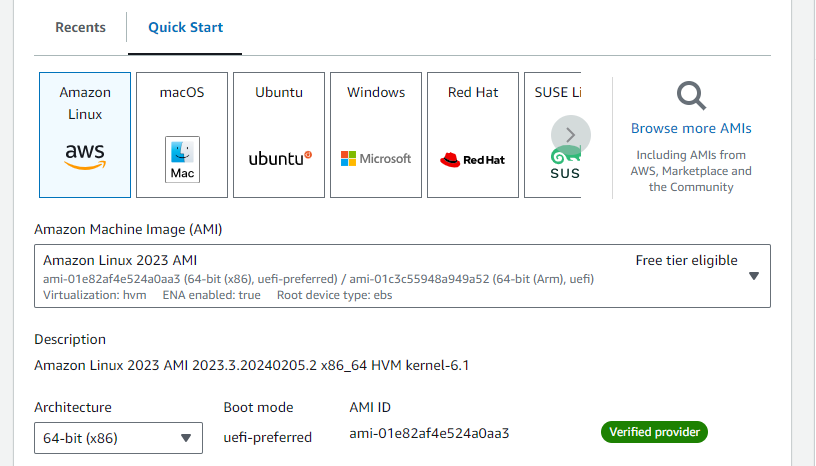 Recents
Quick Start
Amazon
Linux
aws
macOS
Mac
Ubuntu
ubuntu
Windows
Microsoft
Red Hat
Red Hat
SUSE Li
SUS
Browse more AMIs
Including AMIs from
AWS, Marketplace and
the Community
Amazon Machine Image (AMI)
Amazon Linux 2023 AMI
Free tier eligible
ami-01e82af4e524a0aa3 (64-bit (x86), uefi-preferred) / ami-01c3c55948a949a52 (64-bit (Arm), uefi)
Virtualization: hvm ENA enabled: true Root device type: ebs
Description
Amazon Linux 2023 AMI 2023.3.20240205.2 x86_64 HVM kernel-6.1
Architecture
64-bit (x86)
Boot mode
uefi-preferred
AMI ID
ami-01e82af4e524a0aa3
Verified provider